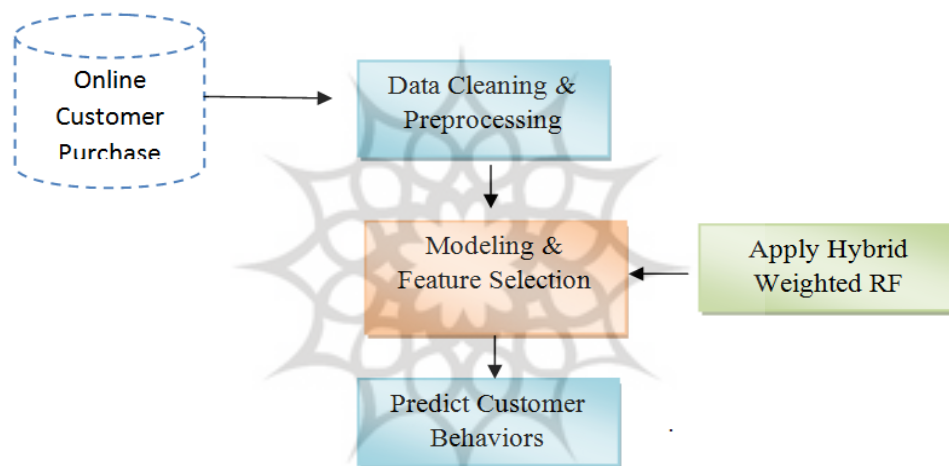 Online
Customer
Purchase
Data Cleaning &
Preprocessing
Modeling &
Feature Selection
Apply Hybrid
Weighted RF
Predict Customer
Behaviors
.